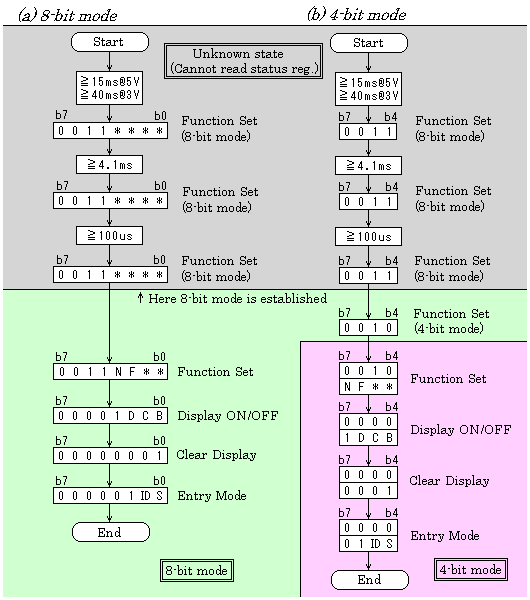 (a) 8-bit mode
Start
≧15ms@5V
≧40ms@3V
b7 b0
0 0 1 1 * * * *
Function Set
(8-bit mode)
≧4.1ms
b7 b0
0 0 1 1 * * * *
Function Set
(8-bit mode)
≧100us
b7 b0
0 0 1 1 * * * *
Function Set
(8-bit mode)
↑ Here 8-bit mode is established
b7 b0
0 0 1 1 N F * *
Function Set
b7 b0
0 0 0 0 1 D C B
Display ON/OFF
b7 b0
0 0 0 0 0 0 0 1
Clear Display
b7 b0
0 0 0 0 0 1 ID S
Entry Mode
End
8-bit mode
Unknown state
(Cannot read status reg.)
(b) 4-bit mode
Start
≧15ms@5V
≧40ms@3V
b7 b4
0 0 1 1
Function Set
(8-bit mode)
≧4.1ms
b7 b4
0 0 1 1
Function Set
(8-bit mode)
≧100us
b7 b4
0 0 1 1
Function Set
(8-bit mode)
b7 b4
0 0 1 0
Function Set
(4-bit mode)
b7 b4
0 0 1 0
N F * *
Function Set
b7 b4
0 0 0 0
1 D C B
Display ON/OFF
b7 b4
0 0 0 0
0 0 0 1
Clear Display
b7 b4
0 0 0 0
0 1 ID S
Entry Mode
End
4-bit mode